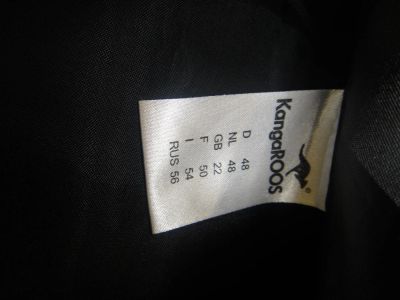 KangaROOS
D 48
NL 48
GB 22
F 50
I 54
RUS 56